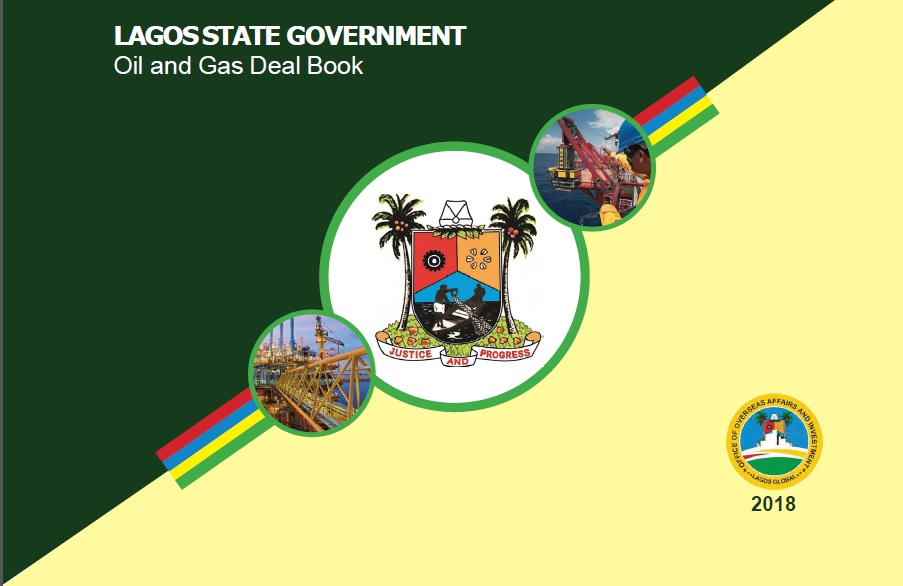 LAGOS STATE GOVERNMENT
Oil and Gas Deal Book
JUSTICE AND PROGRESS
OFFICE OF OVERSEAS AFFAIRS AND INVESTMENT
LAGOS GLOBAL
2018